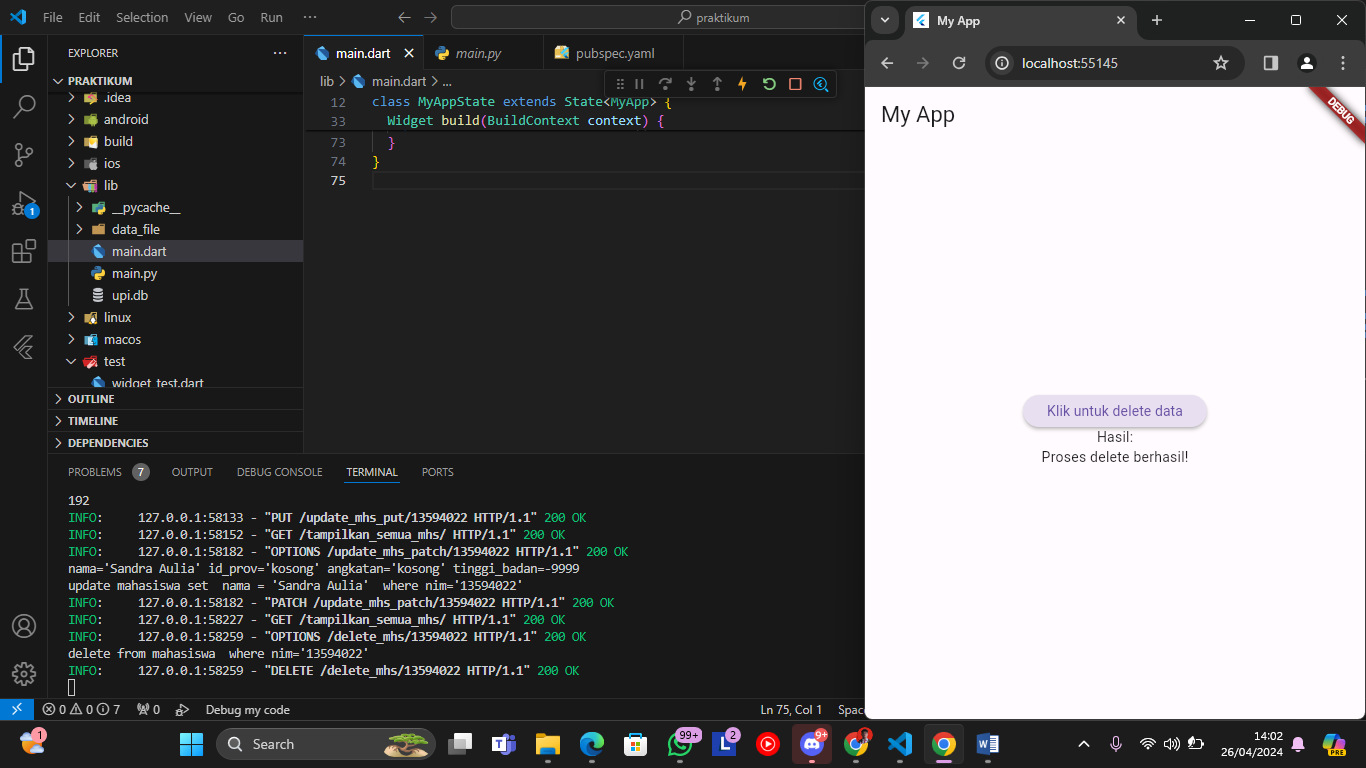 File Edit Selection View Go Run ···
praktikum
EXPLORER
PRAKTIKUM
.idea
android
build
ios
lib
__pycache__
data_file
main.dart
main.py
upi.db
linux
macos
test
widget_test.dart
OUTLINE
TIMELINE
DEPENDENCIES
main.dart main.py pubspec.yaml
lib > main.dart > ...
12 class MyAppState extends State<MyApp> {
33 Widget build(BuildContext context) {
73 }
74 }
75
PROBLEMS 7 OUTPUT DEBUG CONSOLE TERMINAL PORTS
192
INFO: 127.0.0.1:58133 - "PUT /update_mhs_put/13594022 HTTP/1.1" 200 OK
INFO: 127.0.0.1:58152 - "GET /tampilkan_semua_mhs/ HTTP/1.1" 200 OK
INFO: 127.0.0.1:58182 - "OPTIONS /update_mhs_patch/13594022 HTTP/1.1" 200 OK
nama='Sandra Aulia' id_prov='kosong' angkatan='kosong' tinggi_badan=-9999
update mahasiswa set  nama = 'Sandra Aulia'  where nim='13594022'
INFO: 127.0.0.1:58182 - "PATCH /update_mhs_patch/13594022 HTTP/1.1" 200 OK
INFO: 127.0.0.1:58227 - "GET /tampilkan_semua_mhs/ HTTP/1.1" 200 OK
INFO: 127.0.0.1:58259 - "OPTIONS /delete_mhs/13594022 HTTP/1.1" 200 OK
delete from mahasiswa  where nim='13594022'
INFO: 127.0.0.1:58259 - "DELETE /delete_mhs/13594022 HTTP/1.1" 200 OK
1
0 0 7 0 Debug my code Ln 75, Col 1 Spac
My App
localhost:55145
My App
DEBUG
Klik untuk delete data
Hasil:
Proses delete berhasil!
1
Search
99+
L 2
9+
14:02
26/04/2024
PRE